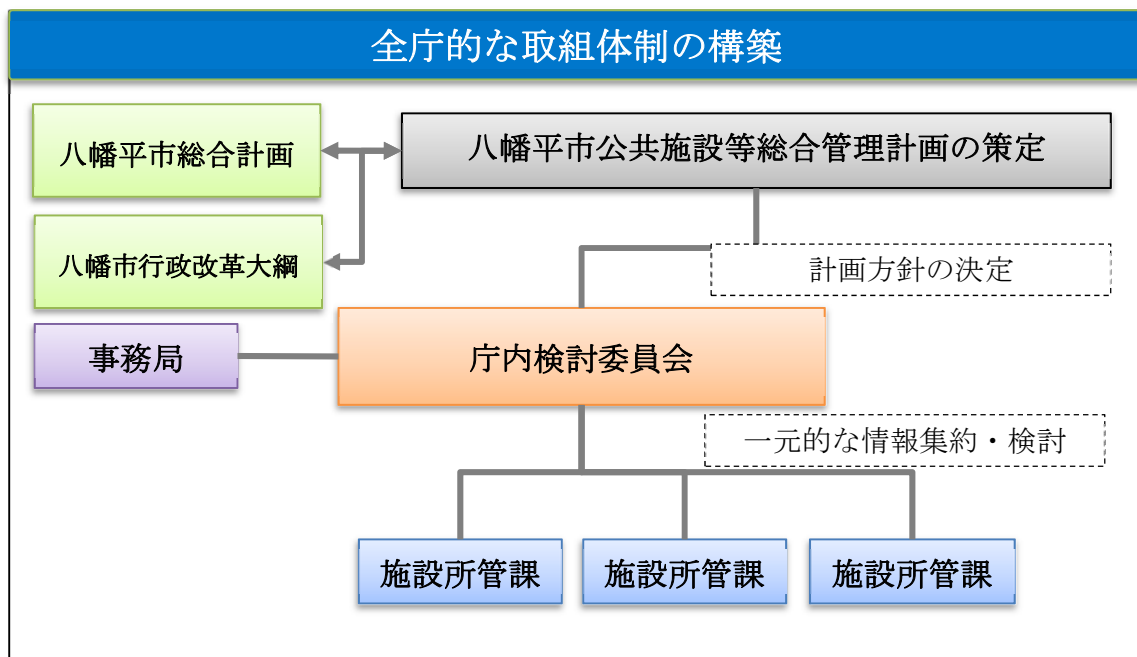 全庁的な取組体制の構築
八幡平市総合計画
八幡平市公共施設等総合管理計画の策定
八幡市行政改革大綱
計画方針の決定
事務局
庁内検討委員会
一元的な情報集約・検討
施設所管課
施設所管課
施設所管課